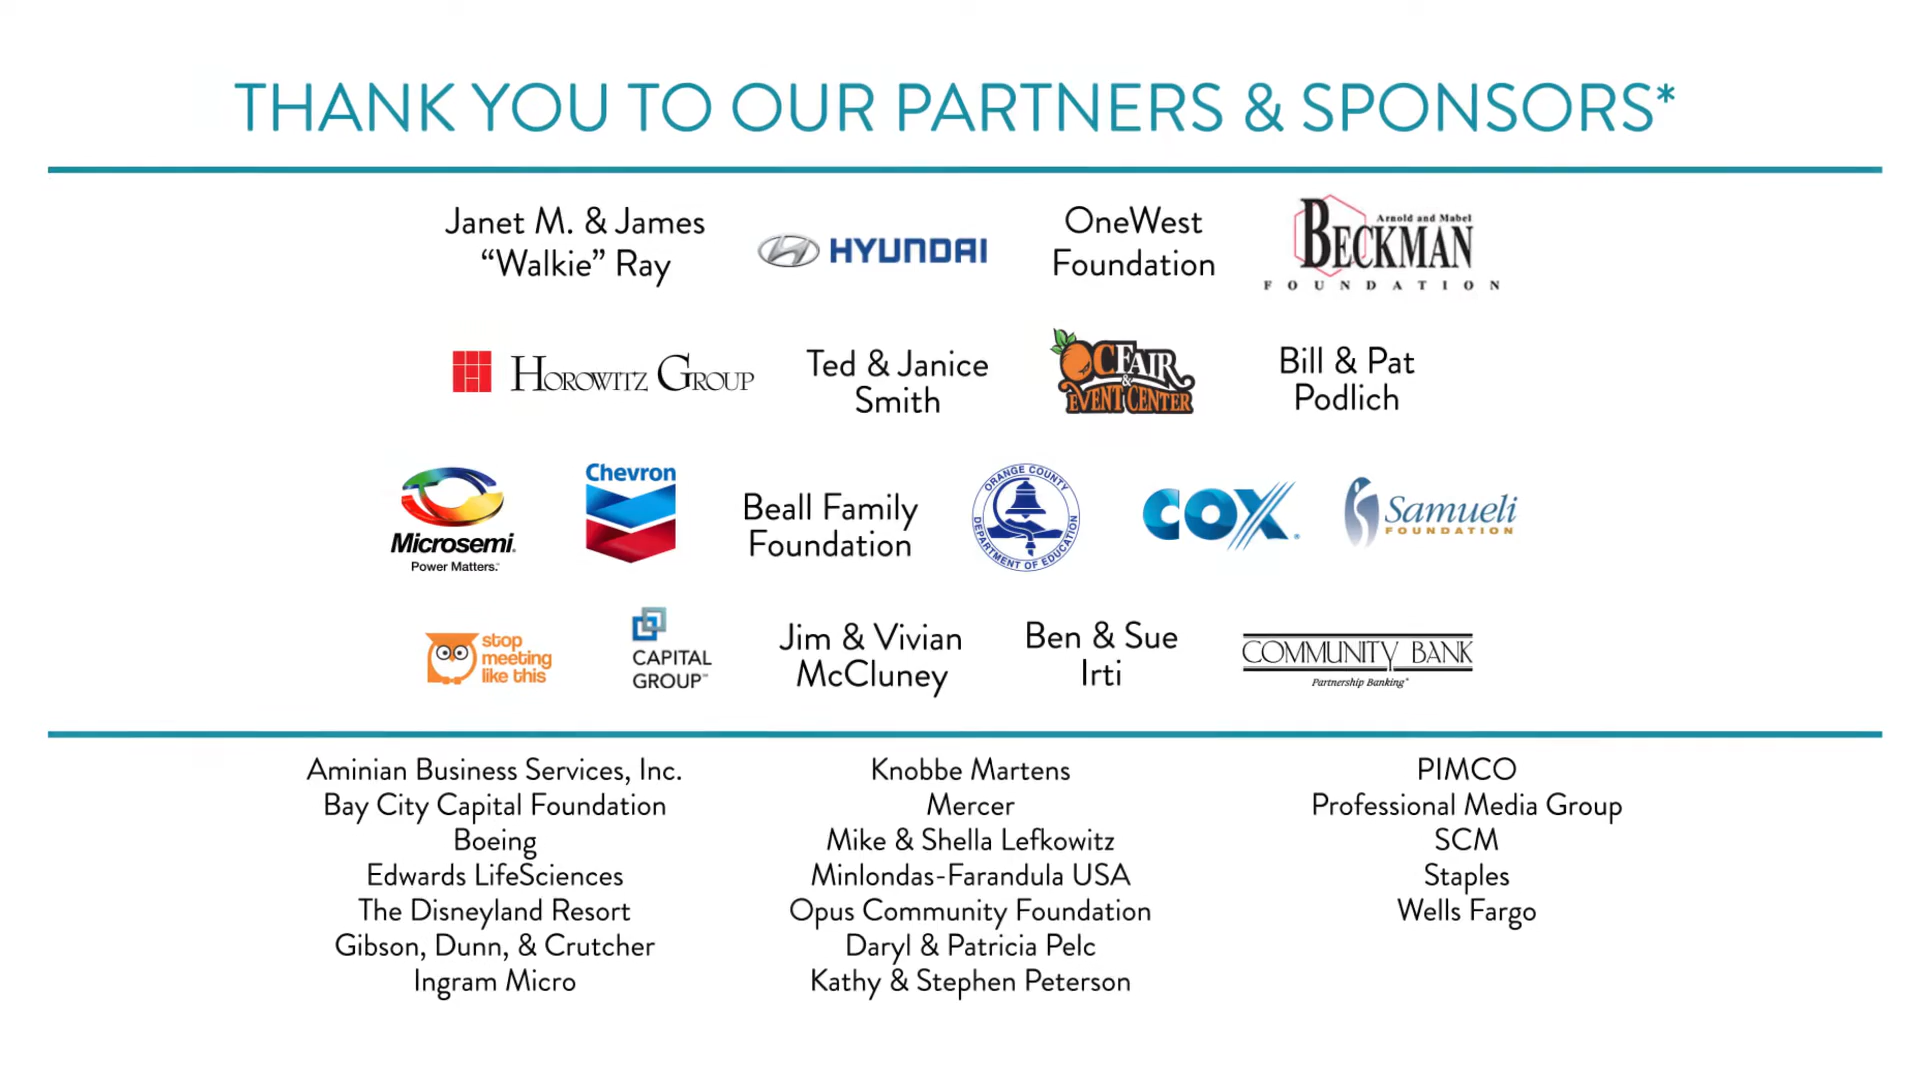 THANK YOU TO OUR PARTNERS & SPONSORS*
Janet M. & James
“Walkie” Ray
HYUNDAI
OneWest
Foundation
Arnold and Mabel
BECKMAN
FOUNDATION
HOROWITZ GROUP
Ted & Janice
Smith
OC FAIR
&
EVENT CENTER
Bill & Pat
Podlich
Microsemi®
Power Matters.™
Chevron
Beall Family
Foundation
ORANGE COUNTY
DEPARTMENT OF EDUCATION
COX®
Samueli
FOUNDATION
stop
meeting
like this
CAPITAL
GROUP℠
Jim & Vivian
McCluney
Ben & Sue
Irti
COMMUNITY BANK
Partnership Banking®
Aminian Business Services, Inc.
Bay City Capital Foundation
Boeing
Edwards LifeSciences
The Disneyland Resort
Gibson, Dunn, & Crutcher
Ingram Micro
Knobbe Martens
Mercer
Mike & Shella Lefkowitz
Minlondas-Farandula USA
Opus Community Foundation
Daryl & Patricia Pelc
Kathy & Stephen Peterson
PIMCO
Professional Media Group
SCM
Staples
Wells Fargo